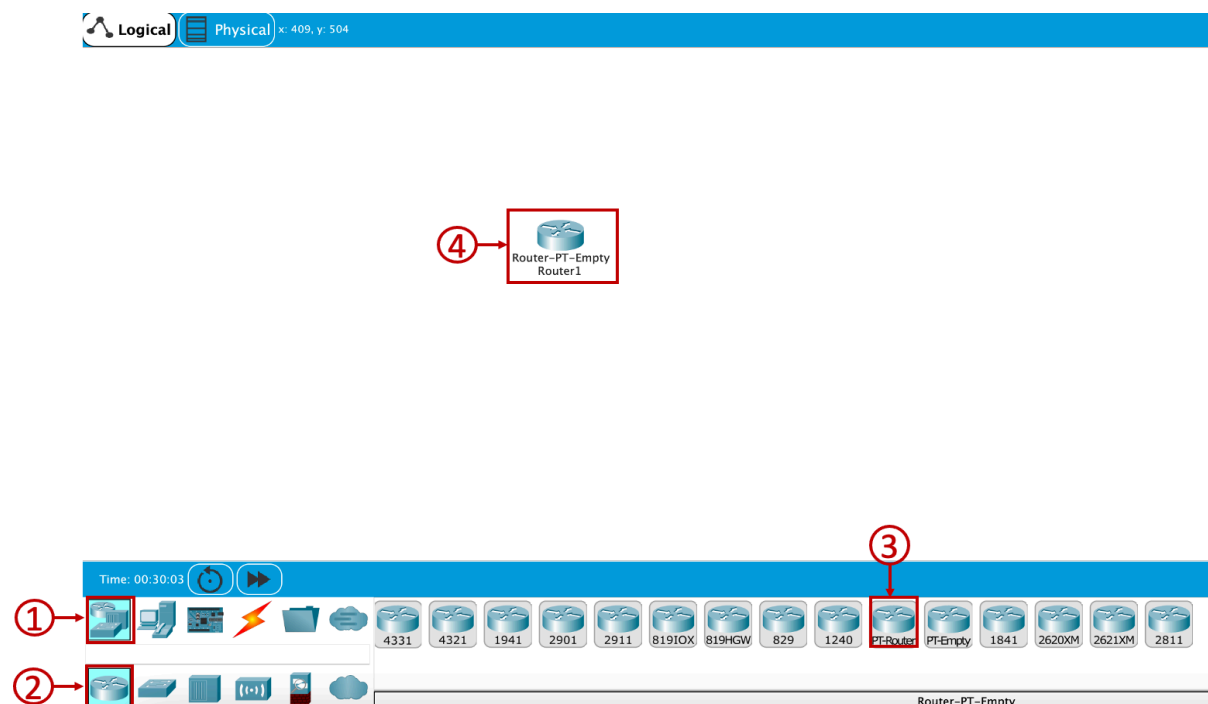 Logical Physical x: 409, y: 504
④
Router-PT-Empty
Router1
③
Time: 00:30:03
①
4331 4321 1941 2901 2911 819IOX 819HGW 829 1240 PT-Router PT-Empty 1841 2620XM 2621XM 2811
②
Router-PT-Empty